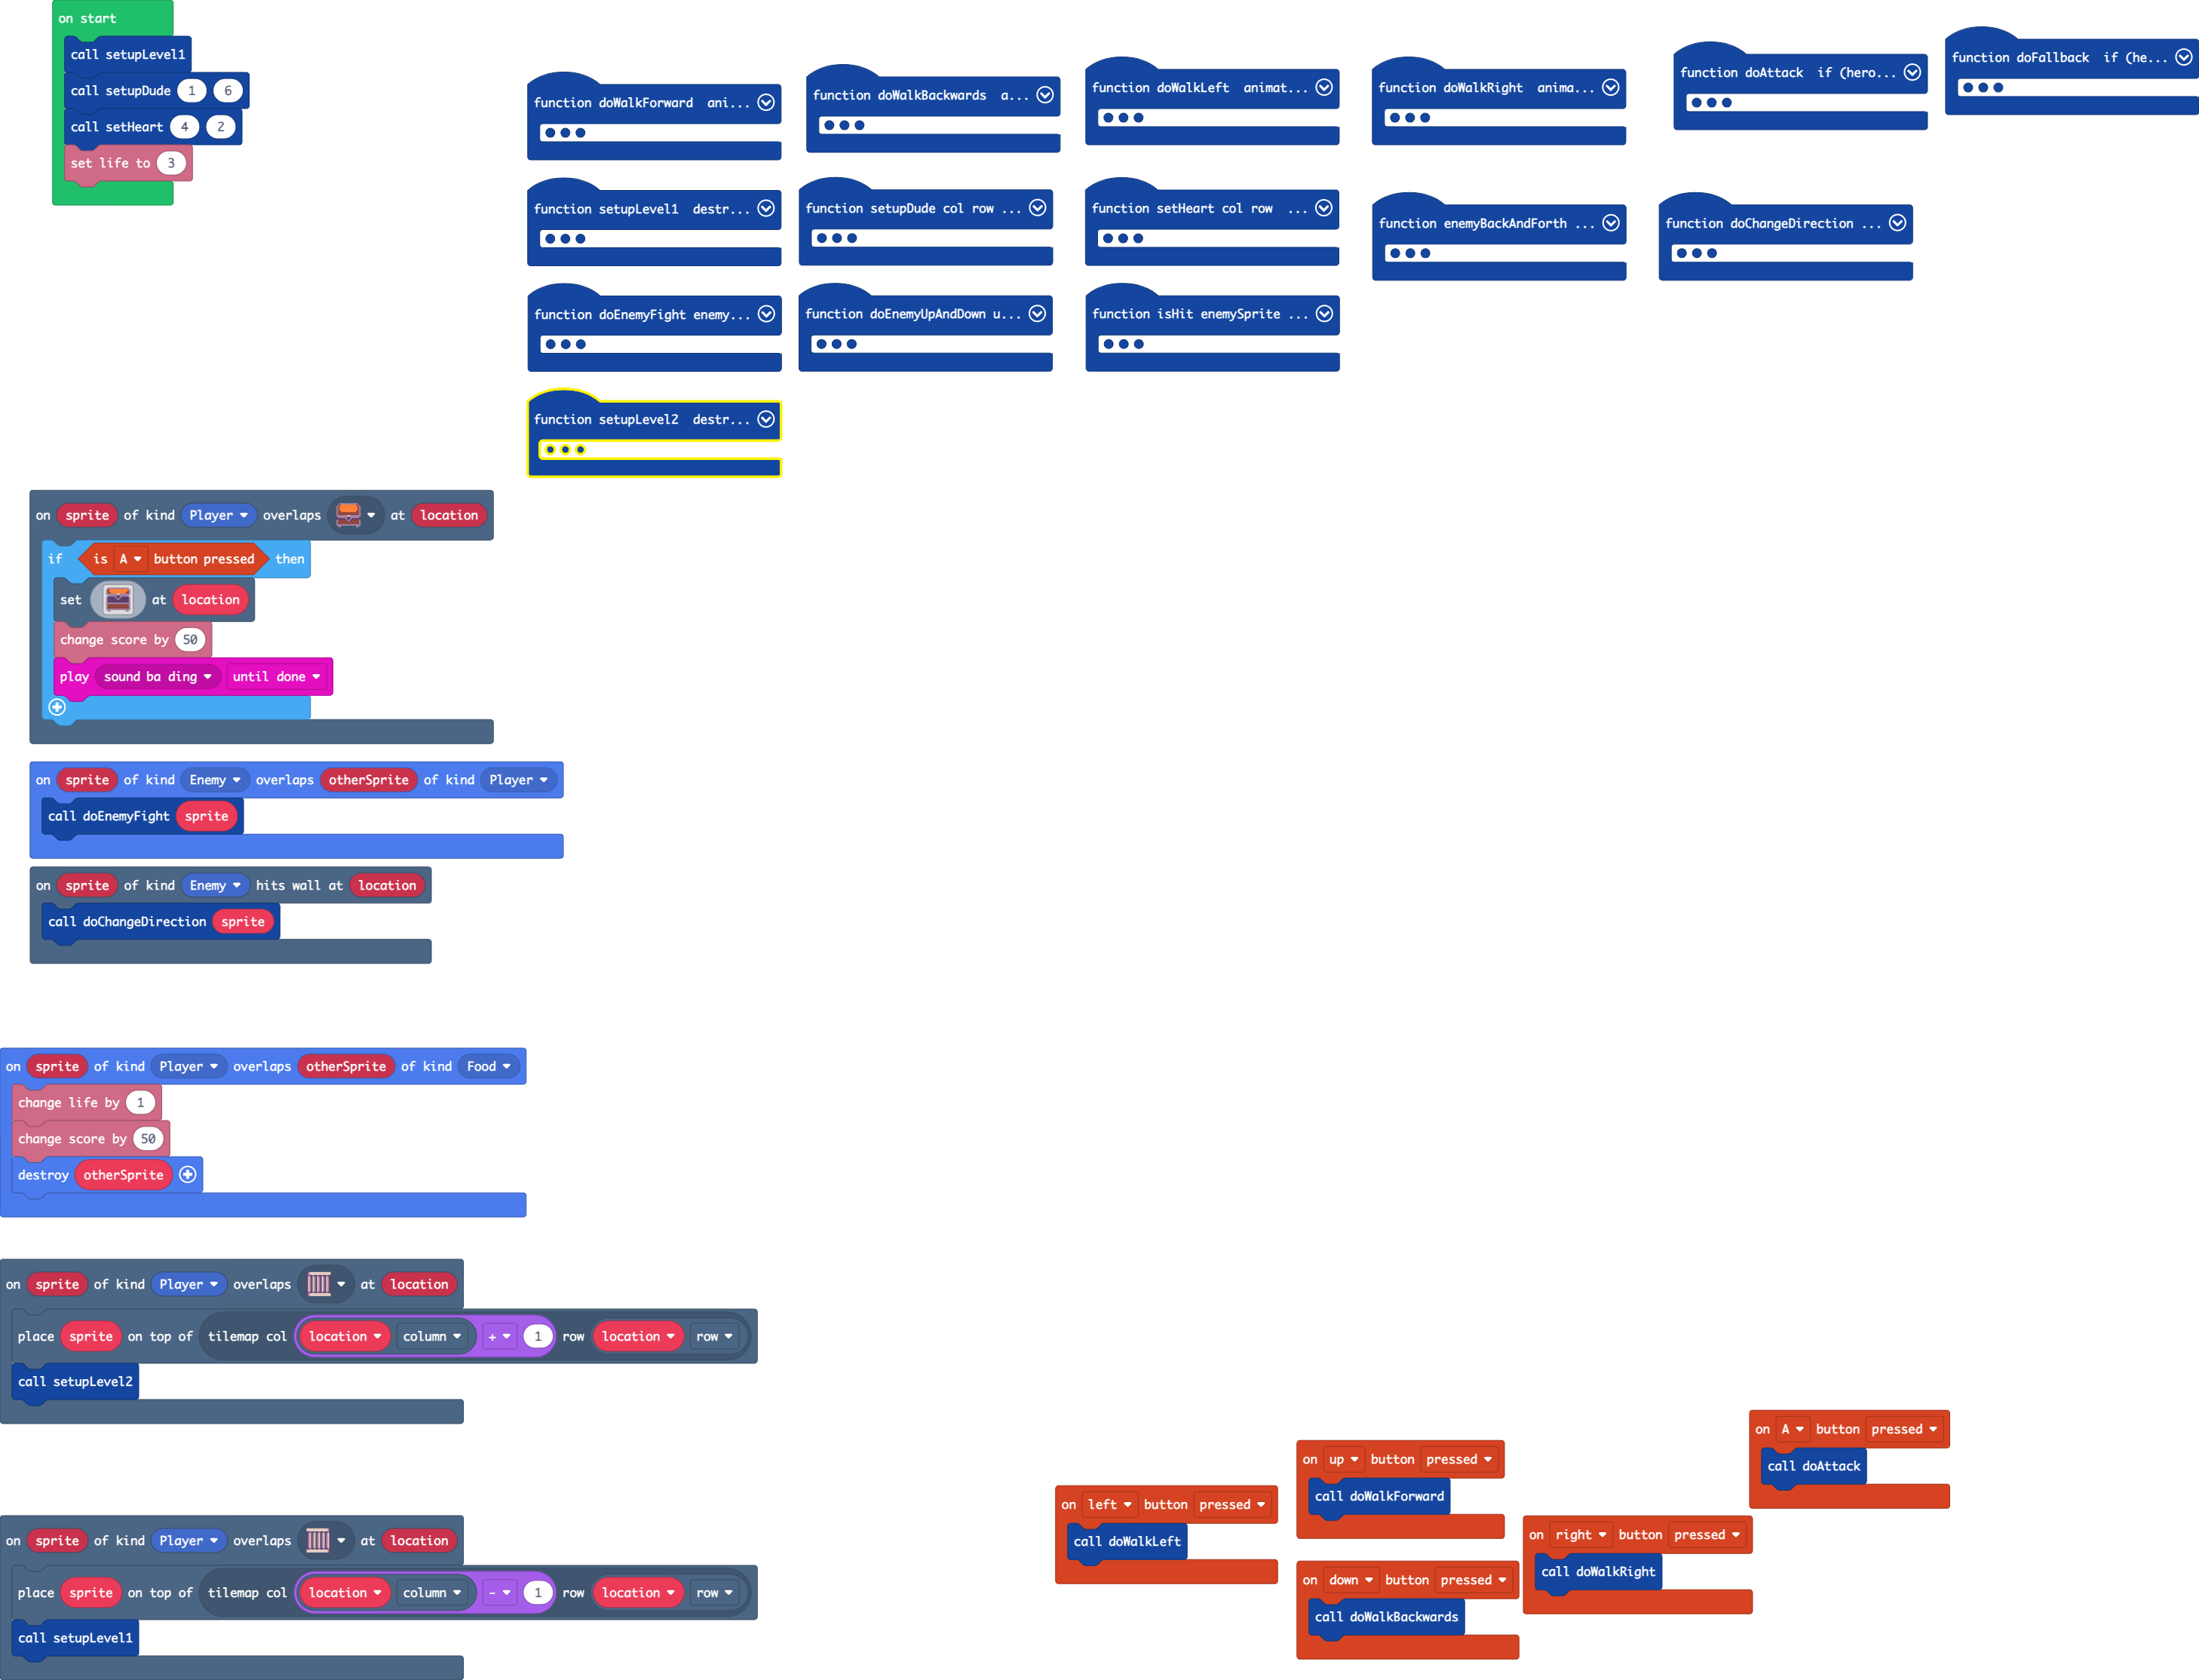 on start
call setupLevel1
call setupDude 1 6
call setHeart 4 2
set life to 3
function doWalkForward ani...
function doWalkBackwards a...
function doWalkLeft animat...
function doWalkRight anima...
function doAttack if (hero...
function doFallback if (he...
function setupLevel1 destr...
function setupDude col row ...
function setHeart col row ...
function enemyBackAndForth ...
function doChangeDirection ...
function doEnemyFight enemy...
function doEnemyUpAndDown u...
function isHit enemySprite ...
function setupLevel2 destr...
on sprite of kind Player overlaps at location
if is A button pressed then
set at location
change score by 50
play sound ba ding until done
on sprite of kind Enemy overlaps otherSprite of kind Player
call doEnemyFight sprite
on sprite of kind Enemy hits wall at location
call doChangeDirection sprite
on sprite of kind Player overlaps otherSprite of kind Food
change life by 1
change score by 50
destroy otherSprite
on sprite of kind Player overlaps at location
place sprite on top of tilemap col location column + 1 row location row
call setupLevel2
on sprite of kind Player overlaps at location
place sprite on top of tilemap col location column - 1 row location row
call setupLevel1
on left button pressed
call doWalkLeft
on up button pressed
call doWalkForward
on down button pressed
call doWalkBackwards
on right button pressed
call doWalkRight
on A button pressed
call doAttack